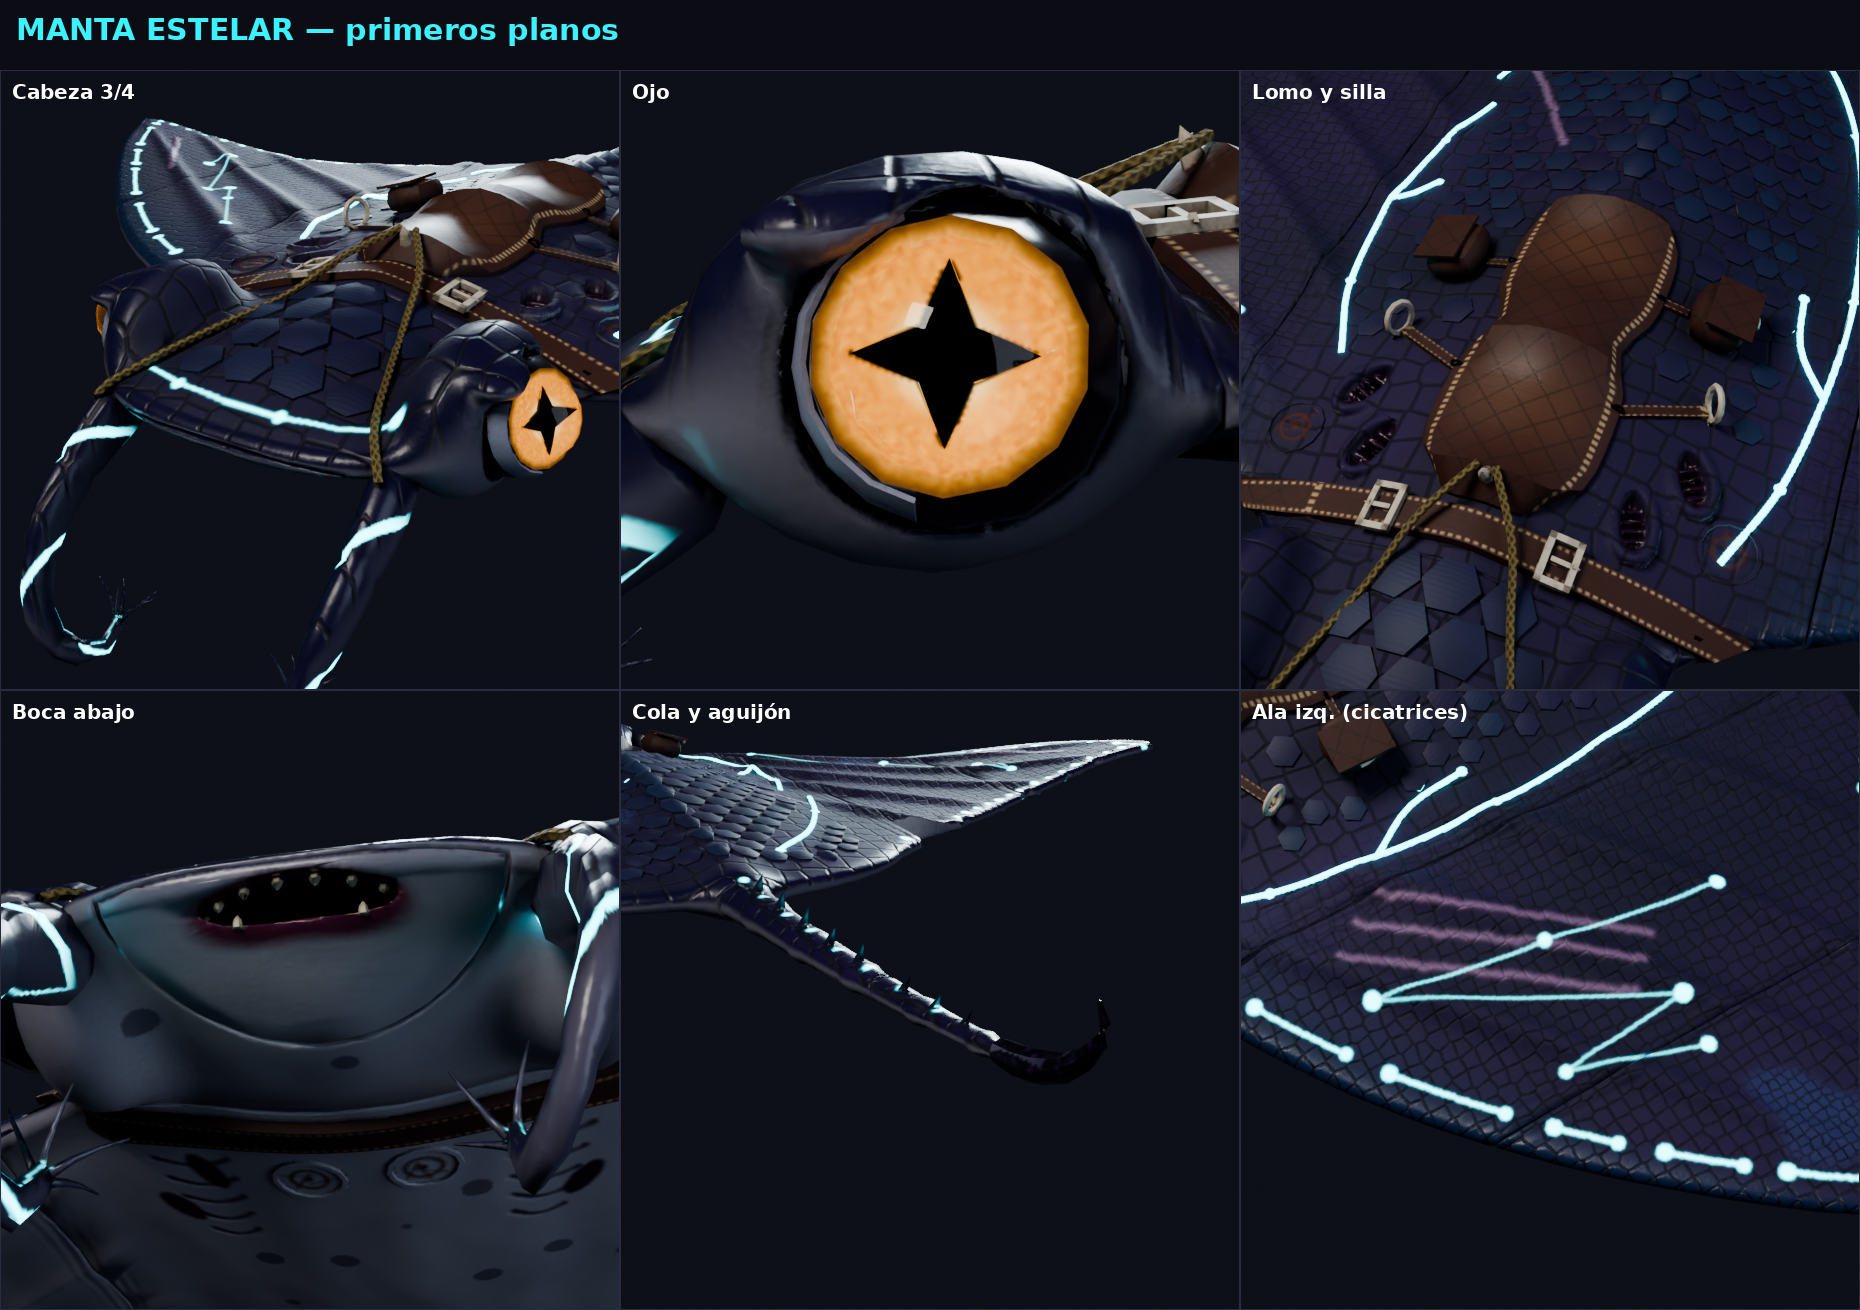 MANTA ESTELAR — primeros planos
Cabeza 3/4
Ojo
Lomo y silla
Boca abajo
Cola y aguijón
Ala izq. (cicatrices)